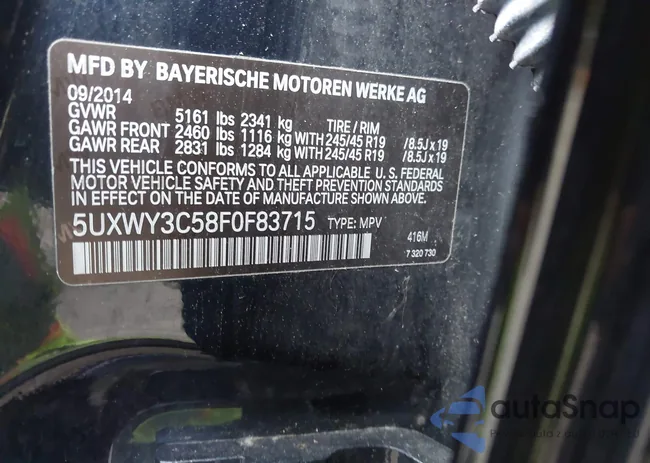 MFD BY BAYERISCHE MOTOREN WERKE AG
09/2014
GVWR 5161 lbs 2341 kg TIRE / RIM
GAWR FRONT 2460 lbs 1116 kg WITH 245/45 R19 /8.5J x 19
GAWR REAR 2831 lbs 1284 kg WITH 245/45 R19 /8.5J x 19
THIS VEHICLE CONFORMS TO ALL APPLICABLE U.S. FEDERAL
MOTOR VEHICLE SAFETY AND THEFT PREVENTION STANDARDS
IN EFFECT ON THE DATE OF MANUFACTURE SHOWN ABOVE.
5UXWY3C58F0F83715 TYPE: MPV
416M
7 320 730
autoSnap